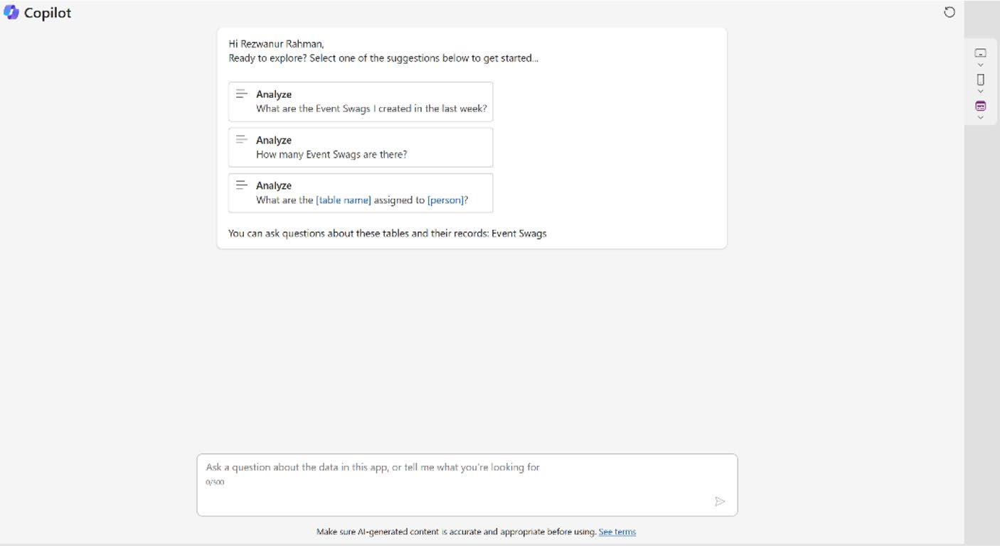 Copilot
Hi Rezwanur Rahman,
Ready to explore? Select one of the suggestions below to get started...
Analyze
What are the Event Swags I created in the last week?
Analyze
How many Event Swags are there?
Analyze
What are the [table name] assigned to [person]?
You can ask questions about these tables and their records: Event Swags
Ask a question about the data in this app, or tell me what you're looking for
0/500
Make sure AI-generated content is accurate and appropriate before using. See terms